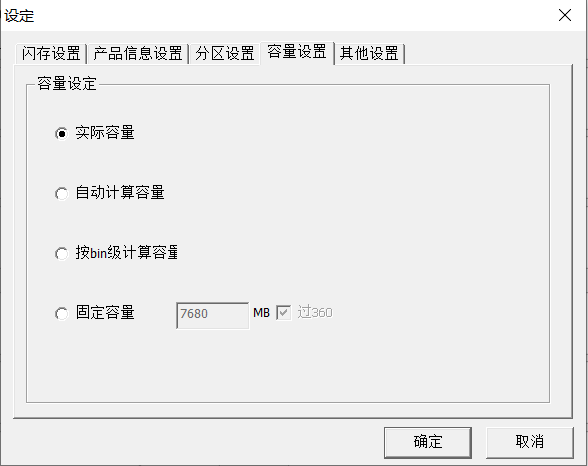 设定
闪存设置 产品信息设置 分区设置 容量设置 其他设置
容量设定
实际容量
自动计算容量
按bin级计算容量
固定容量 7680 MB 过360
确定 取消